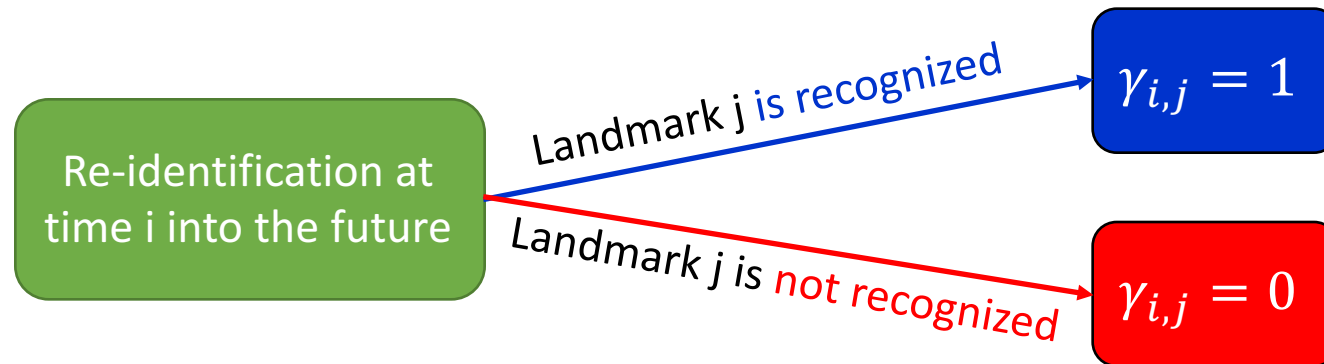 Re-identification at
time i into the future
Landmark j is recognized
γᵢ,ⱼ = 1
Landmark j is not recognized
γᵢ,ⱼ = 0